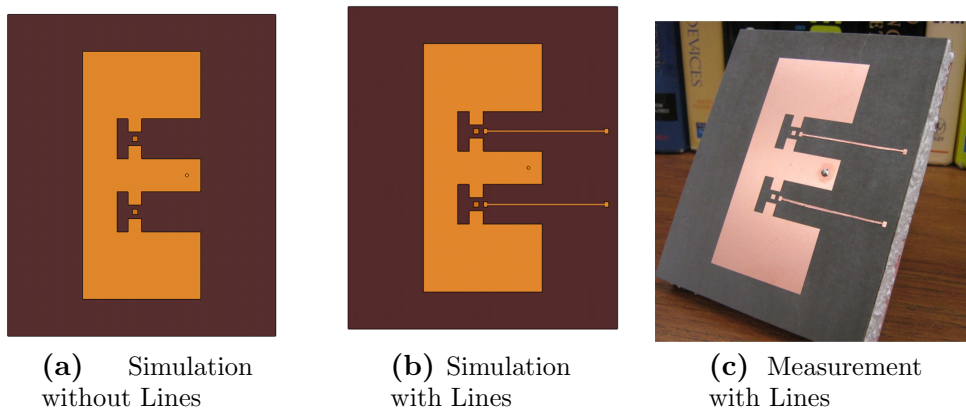 DEVICES
(a) Simulation
without Lines
(b) Simulation
with Lines
(c) Measurement
with Lines